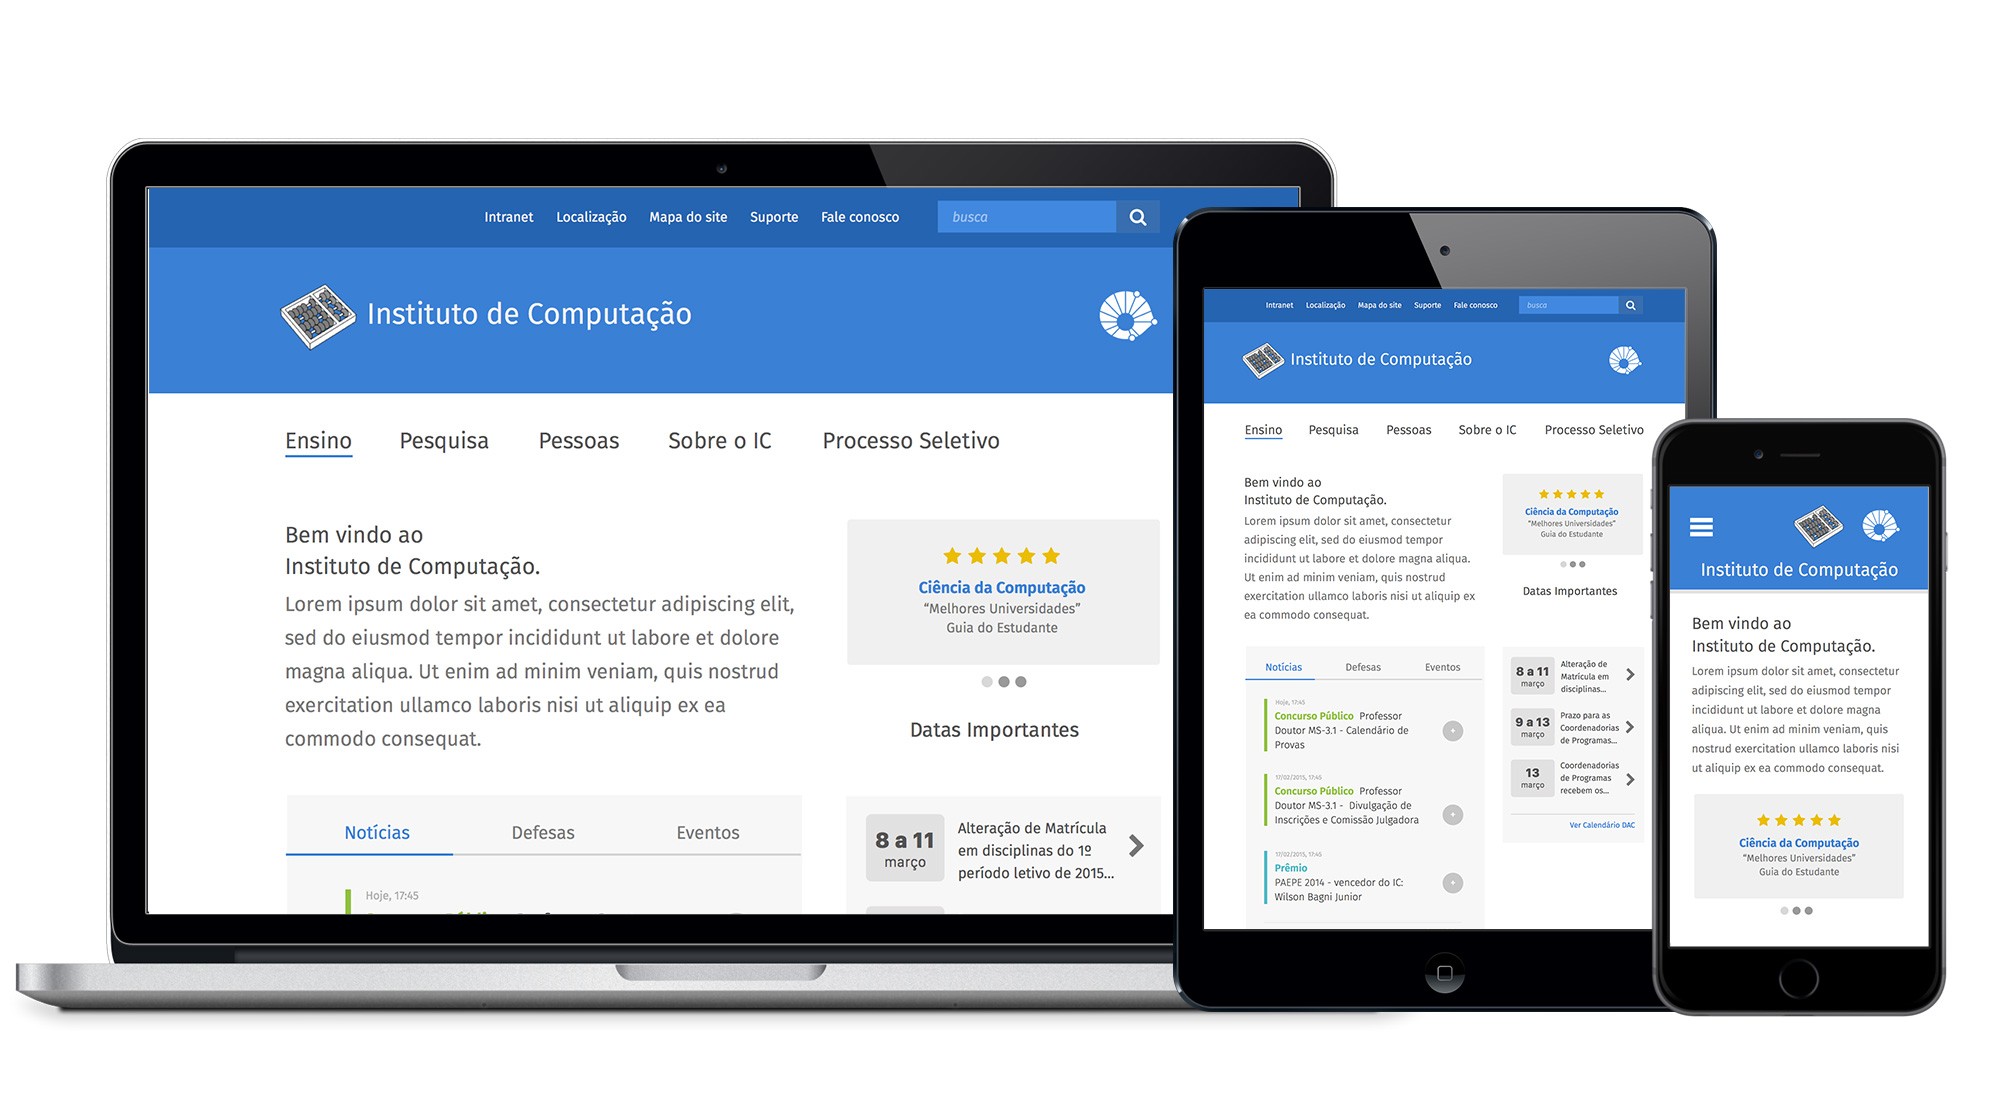 Intranet Localização Mapa do site Suporte Fale conosco busca
Instituto de Computação
Ensino Pesquisa Pessoas Sobre o IC Processo Seletivo
Bem vindo ao
Instituto de Computação.
Lorem ipsum dolor sit amet, consectetur adipiscing elit,
sed do eiusmod tempor incididunt ut labore et dolore
magna aliqua. Ut enim ad minim veniam, quis nostrud
exercitation ullamco laboris nisi ut aliquip ex ea
commodo consequat.
Ciência da Computação
“Melhores Universidades”
Guia do Estudante
Datas Importantes
Notícias Defesas Eventos
Hoje, 17:45
8 a 11
março
Alteração de Matrícula
em disciplinas do 1º
período letivo de 2015...
Intranet Localização Mapa do site Suporte Fale conosco busca
Instituto de Computação
Ensino Pesquisa Pessoas Sobre o IC Processo Seletivo
Bem vindo ao
Instituto de Computação.
Lorem ipsum dolor sit amet, consectetur
adipiscing elit, sed do eiusmod tempor
incididunt ut labore et dolore magna aliqua.
Ut enim ad minim veniam, quis nostrud
exercitation ullamco laboris nisi ut aliquip ex
ea commodo consequat.
Ciência da Computação
“Melhores Universidades”
Guia do Estudante
Datas Importantes
Notícias Defesas Eventos
Hoje, 17:45
Concurso Público Professor
Doutor MS-3.1 - Calendário de
Provas
17/02/2015, 17:45
Concurso Público Professor
Doutor MS-3.1 - Divulgação de
Inscrições e Comissão Julgadora
17/02/2015, 17:45
Prêmio
PAEPE 2014 - vencedor do IC:
Wilson Bagni Junior
8 a 11
março
Alteração de
Matrícula em
disciplinas...
9 a 13
março
Prazo para as
Coordenadorias
de Programas...
13
março
Coordenadorias
de Programas
recebem os...
Ver Calendário DAC
Instituto de Computação
Bem vindo ao
Instituto de Computação.
Lorem ipsum dolor sit amet, consectetur
adipiscing elit, sed do eiusmod tempor
incididunt ut labore et dolore magna
aliqua. Ut enim ad minim veniam, quis
nostrud exercitation ullamco laboris nisi
ut aliquip ex ea commodo consequat.
Ciência da Computação
“Melhores Universidades”
Guia do Estudante